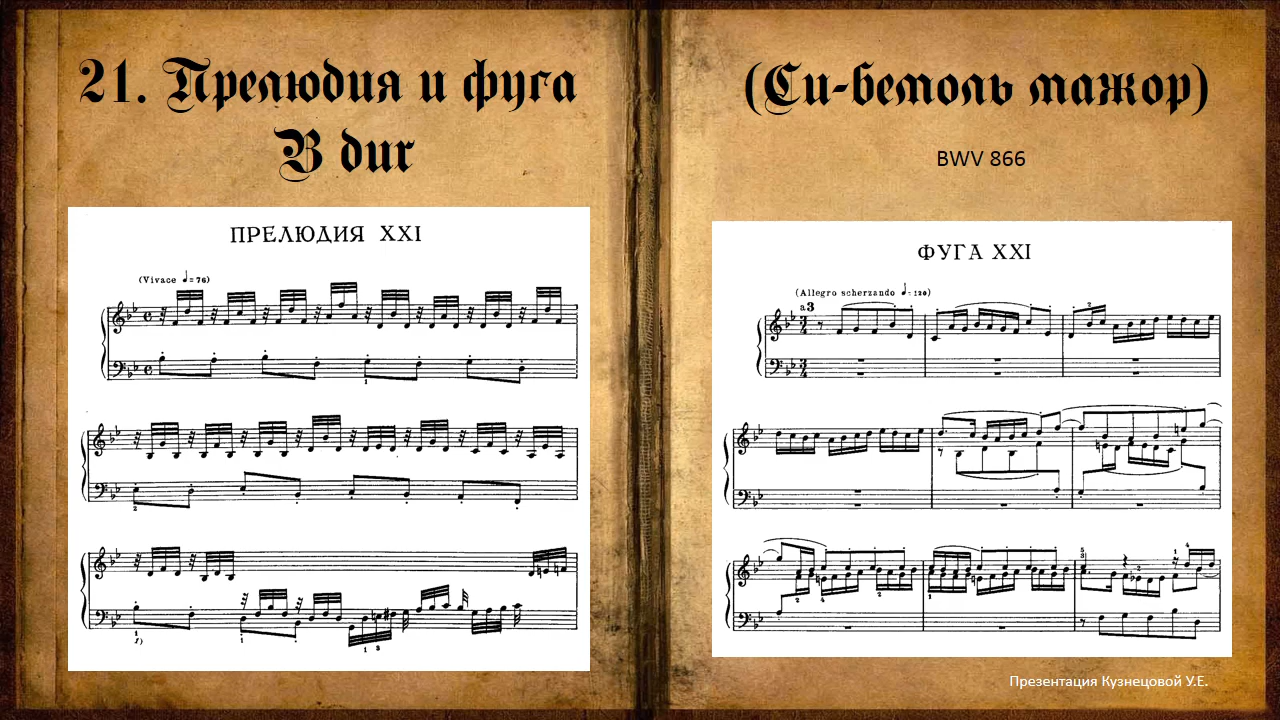 21. Прелюдия и фуга
B dur
ПРЕЛЮДИЯ XXI
(Vivace ♩=76)
(Си-бемоль мажор)
BWV 866
ФУГА XXI
(Allegro scherzando ♩.=120)
a 3
Презентация Кузнецовой У.Е.